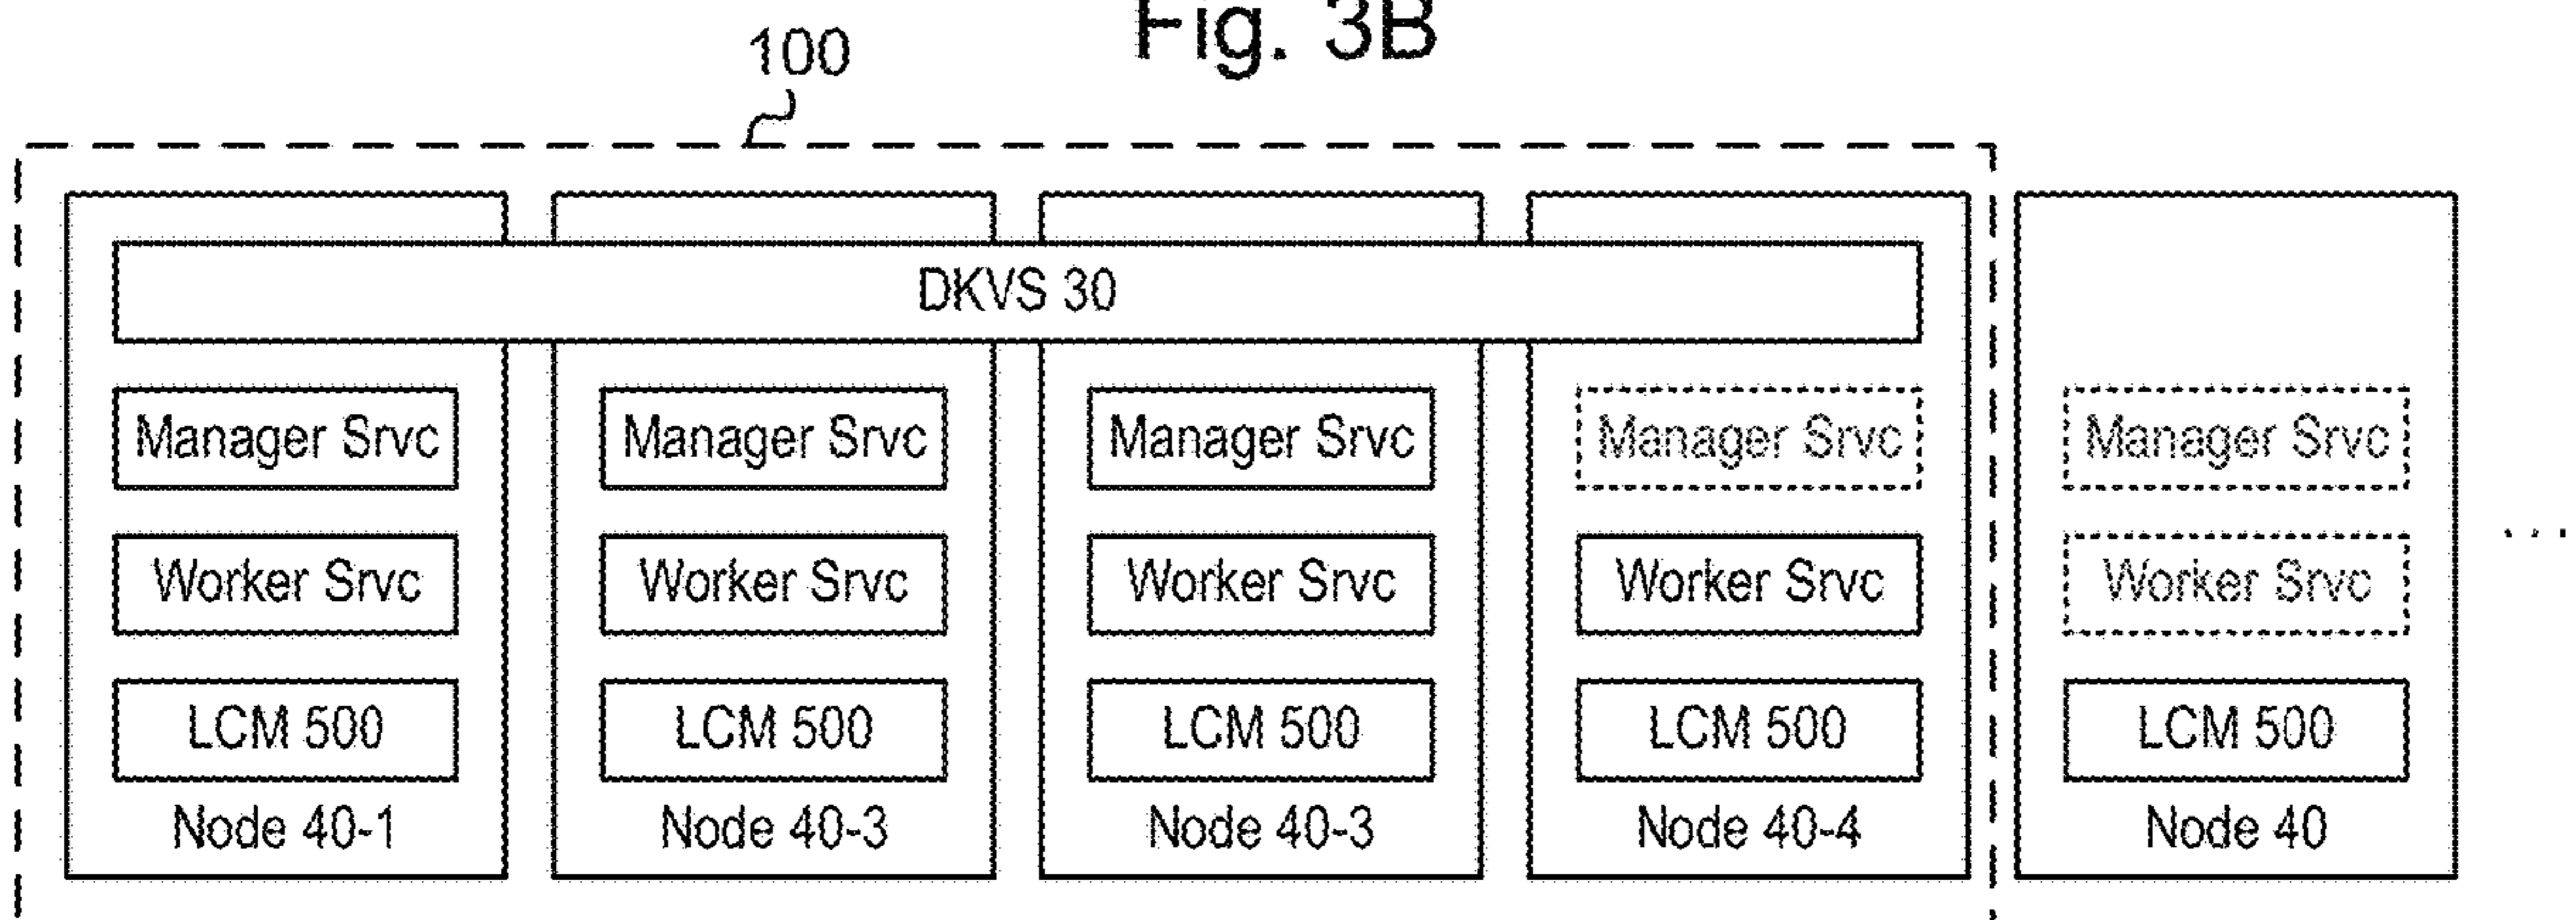 Fig. 3B
100
DKVS 30
Manager Srvc
Manager Srvc
Manager Srvc
Manager Srvc
Manager Srvc
Worker Srvc
Worker Srvc
Worker Srvc
Worker Srvc
Worker Srvc
...
LCM 500
LCM 500
LCM 500
LCM 500
LCM 500
Node 40-1
Node 40-3
Node 40-3
Node 40-4
Node 40